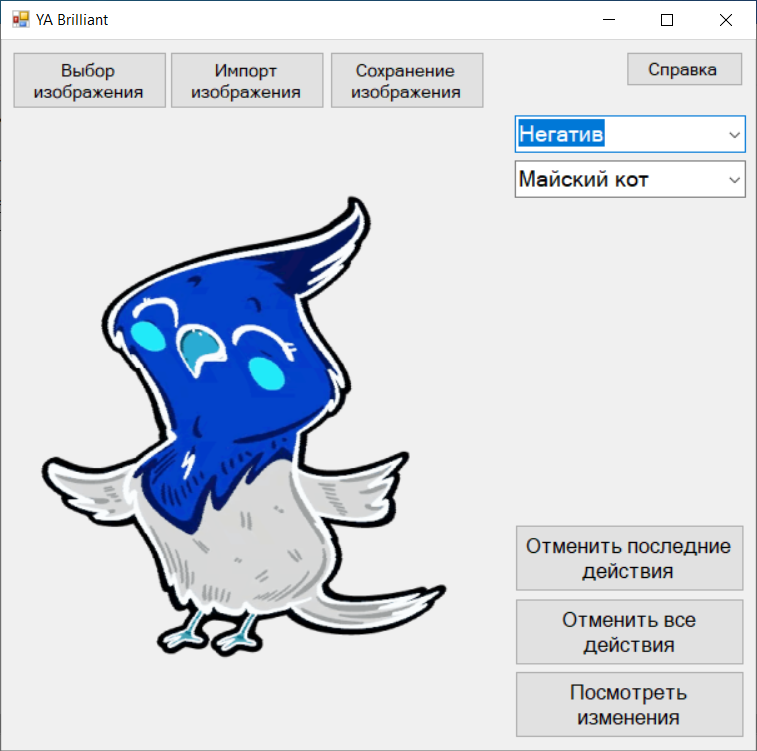 YA Brilliant
Выбор
изображения
Импорт
изображения
Сохранение
изображения
Справка
Негатив
Майский кот
Отменить последние
действия
Отменить все
действия
Посмотреть
изменения